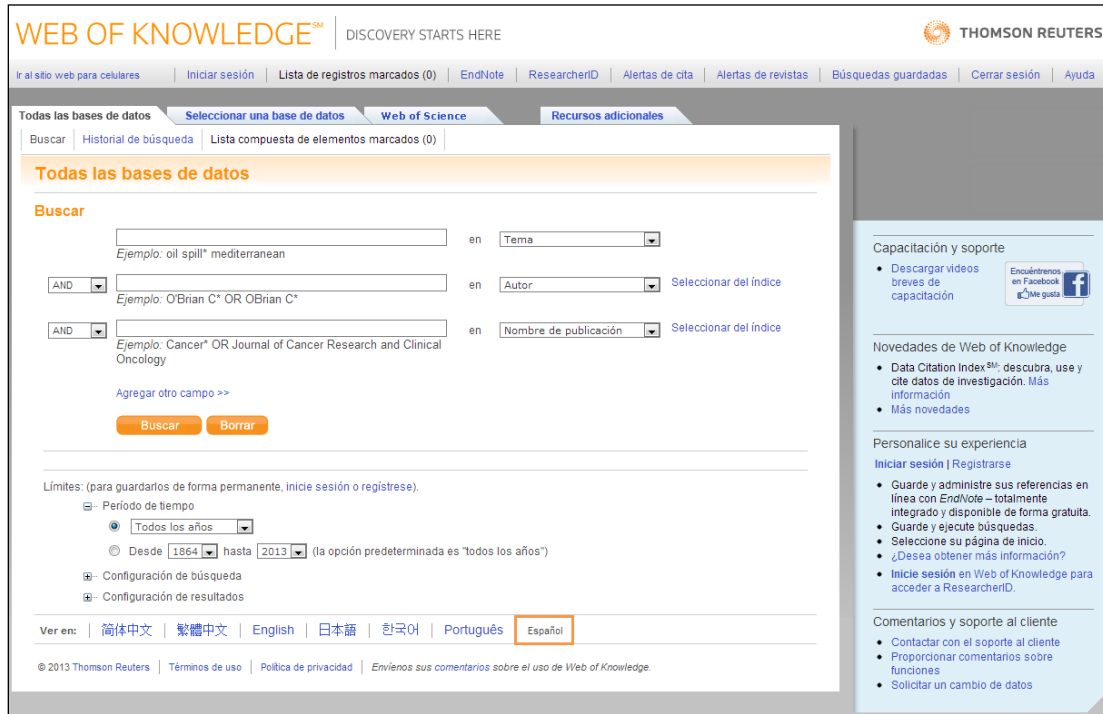 WEB OF KNOWLEDGE℠ | DISCOVERY STARTS HERE
THOMSON REUTERS
Ir al sitio web para celulares | Iniciar sesión | Lista de registros marcados (0) | EndNote | ResearcherID | Alertas de cita | Alertas de revistas | Búsquedas guardadas | Cerrar sesión | Ayuda
Todas las bases de datos Seleccionar una base de datos Web of Science Recursos adicionales
Buscar | Historial de búsqueda | Lista compuesta de elementos marcados (0)
Todas las bases de datos
Buscar
en Tema
Ejemplo: oil spill* mediterranean
AND en Autor Seleccionar del índice
Ejemplo: O'Brian C* OR OBrian C*
AND en Nombre de publicación Seleccionar del índice
Ejemplo: Cancer* OR Journal of Cancer Research and Clinical
Oncology
Agregar otro campo >>
Buscar Borrar
Límites: (para guardarlos de forma permanente, inicie sesión o regístrese).
Período de tiempo
Todos los años
Desde 1864 hasta 2013 (la opción predeterminada es "todos los años")
Configuración de búsqueda
Configuración de resultados
Ver en: | 简体中文 | 繁體中文 | English | 日本語 | 한국어 | Português Español
© 2013 Thomson Reuters | Términos de uso | Política de privacidad | Envíenos sus comentarios sobre el uso de Web of Knowledge.
Capacitación y soporte
Descargar videos
breves de
capacitación
Encuéntrenos
en Facebook
Me gusta
Novedades de Web of Knowledge
Data Citation Index℠: descubra, use y
cite datos de investigación. Más
información
Más novedades
Personalice su experiencia
Iniciar sesión | Registrarse
Guarde y administre sus referencias en
línea con EndNote – totalmente
integrado y disponible de forma gratuita.
Guarde y ejecute búsquedas.
Seleccione su página de inicio.
¿Desea obtener más información?
Inicie sesión en Web of Knowledge para
acceder a ResearcherID.
Comentarios y soporte al cliente
Contactar con el soporte al cliente
Proporcionar comentarios sobre
funciones
Solicitar un cambio de datos